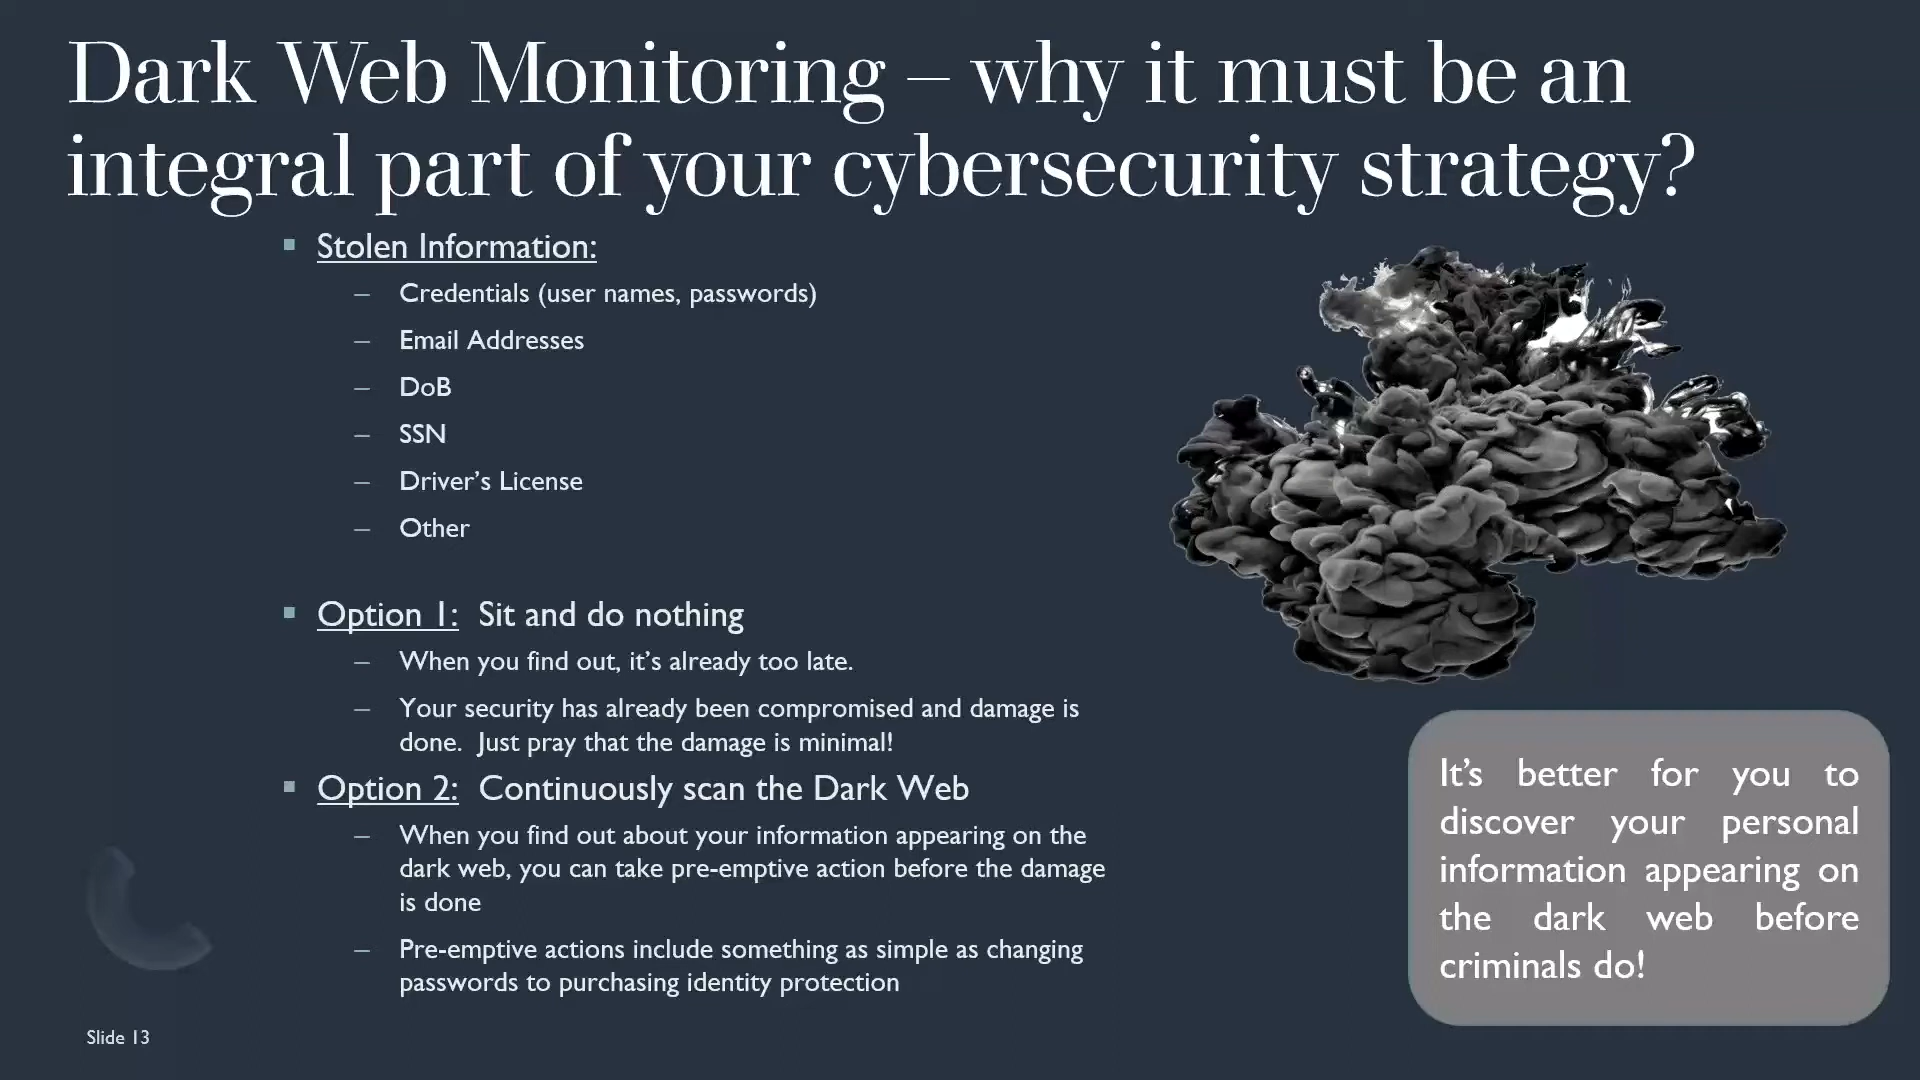 Dark Web Monitoring – why it must be an
integral part of your cybersecurity strategy?
Stolen Information:
– Credentials (user names, passwords)
– Email Addresses
– DoB
– SSN
– Driver’s License
– Other
Option 1: Sit and do nothing
– When you find out, it’s already too late.
– Your security has already been compromised and damage is
done. Just pray that the damage is minimal!
Option 2: Continuously scan the Dark Web
– When you find out about your information appearing on the
dark web, you can take pre-emptive action before the damage
is done
– Pre-emptive actions include something as simple as changing
passwords to purchasing identity protection
It’s better for you to
discover your personal
information appearing on
the dark web before
criminals do!
Slide 13